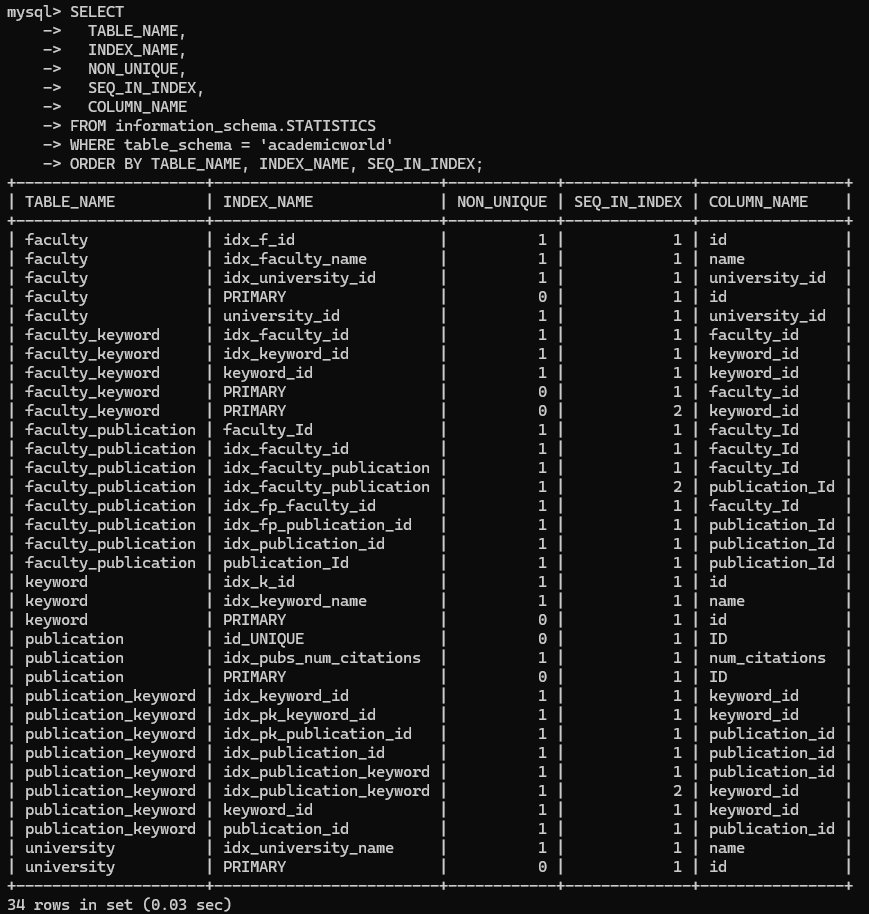 mysql> SELECT
    ->   TABLE_NAME,
    ->   INDEX_NAME,
    ->   NON_UNIQUE,
    ->   SEQ_IN_INDEX,
    ->   COLUMN_NAME
    -> FROM information_schema.STATISTICS
    -> WHERE table_schema = 'academicworld'
    -> ORDER BY TABLE_NAME, INDEX_NAME, SEQ_IN_INDEX;
+---------------------+-------------------------+------------+--------------+----------------+
| TABLE_NAME          | INDEX_NAME              | NON_UNIQUE | SEQ_IN_INDEX | COLUMN_NAME    |
+---------------------+-------------------------+------------+--------------+----------------+
| faculty             | idx_f_id                |          1 |            1 | id             |
| faculty             | idx_faculty_name        |          1 |            1 | name           |
| faculty             | idx_university_id       |          1 |            1 | university_id  |
| faculty             | PRIMARY                 |          0 |            1 | id             |
| faculty             | university_id           |          1 |            1 | university_id  |
| faculty_keyword     | idx_faculty_id          |          1 |            1 | faculty_id     |
| faculty_keyword     | idx_keyword_id          |          1 |            1 | keyword_id     |
| faculty_keyword     | keyword_id              |          1 |            1 | keyword_id     |
| faculty_keyword     | PRIMARY                 |          0 |            1 | faculty_id     |
| faculty_keyword     | PRIMARY                 |          0 |            2 | keyword_id     |
| faculty_publication | faculty_Id              |          1 |            1 | faculty_Id     |
| faculty_publication | idx_faculty_id          |          1 |            1 | faculty_Id     |
| faculty_publication | idx_faculty_publication |          1 |            1 | faculty_Id     |
| faculty_publication | idx_faculty_publication |          1 |            2 | publication_Id |
| faculty_publication | idx_fp_faculty_id       |          1 |            1 | faculty_Id     |
| faculty_publication | idx_fp_publication_id   |          1 |            1 | publication_Id |
| faculty_publication | idx_publication_id      |          1 |            1 | publication_Id |
| faculty_publication | publication_Id          |          1 |            1 | publication_Id |
| keyword             | idx_k_id                |          1 |            1 | id             |
| keyword             | idx_keyword_name        |          1 |            1 | name           |
| keyword             | PRIMARY                 |          0 |            1 | id             |
| publication         | id_UNIQUE               |          0 |            1 | ID             |
| publication         | idx_pubs_num_citations  |          1 |            1 | num_citations  |
| publication         | PRIMARY                 |          0 |            1 | ID             |
| publication_keyword | idx_keyword_id          |          1 |            1 | keyword_id     |
| publication_keyword | idx_pk_keyword_id       |          1 |            1 | keyword_id     |
| publication_keyword | idx_pk_publication_id   |          1 |            1 | publication_id |
| publication_keyword | idx_publication_id      |          1 |            1 | publication_id |
| publication_keyword | idx_publication_keyword |          1 |            1 | publication_id |
| publication_keyword | idx_publication_keyword |          1 |            2 | keyword_id     |
| publication_keyword | keyword_id              |          1 |            1 | keyword_id     |
| publication_keyword | publication_id          |          1 |            1 | publication_id |
| university          | idx_university_name     |          1 |            1 | name           |
| university          | PRIMARY                 |          0 |            1 | id             |
+---------------------+-------------------------+------------+--------------+----------------+
34 rows in set (0.03 sec)